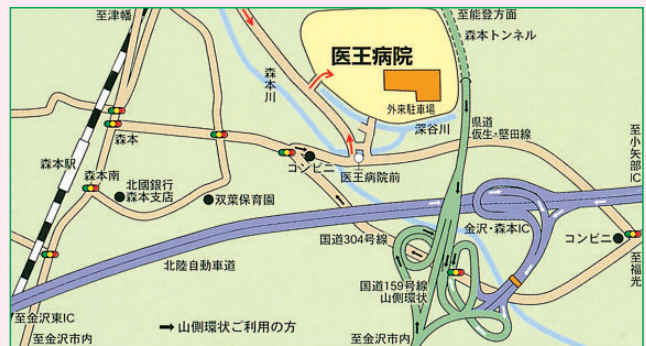 至津幡
至能登方面
森本トンネル
医王病院
外来駐車場
森本川
深谷川
県道
仮生・堅田線
至小矢部IC
森本
森本駅
コンビニ
医王病院前
森本南
北國銀行
森本支店
双葉保育園
金沢・森本IC
コンビニ
国道304号線
至福光
北陸自動車道
国道159号線
山側環状
至金沢東IC
山側環状ご利用の方
至金沢市内
至金沢市内